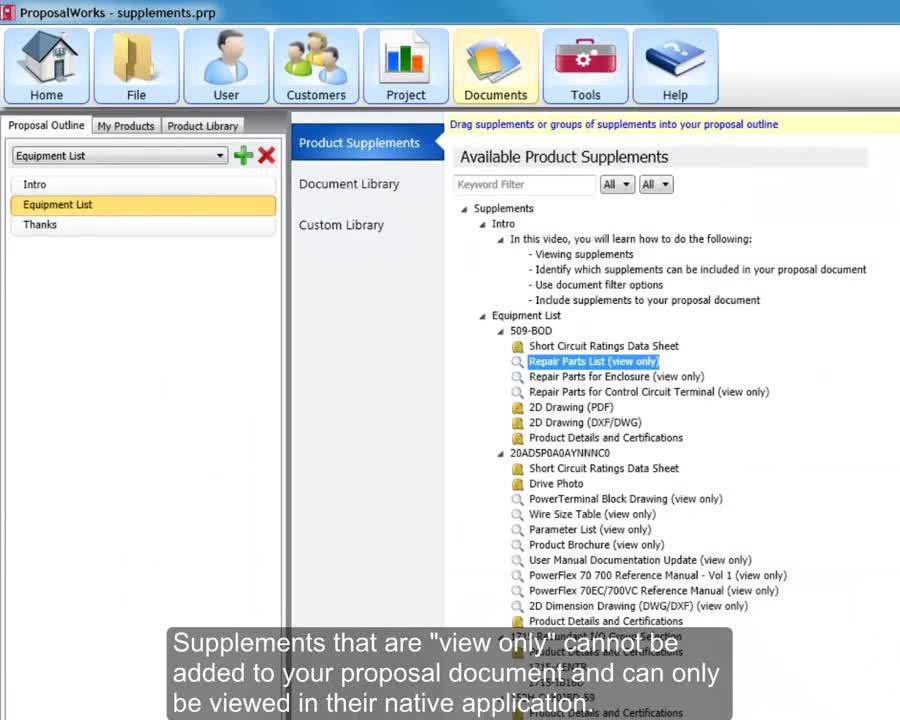 ProposalWorks - supplements.prp
Home File User Customers Project Documents Tools Help
Proposal Outline My Products Product Library
Equipment List
Intro
Equipment List
Thanks
Product Supplements
Document Library
Custom Library
Drag supplements or groups of supplements into your proposal outline
Available Product Supplements
Keyword Filter All All
Supplements
Intro
In this video, you will learn how to do the following:
- Viewing supplements
- Identify which supplements can be included in your proposal document
- Use document filter options
- Include supplements to your proposal document
Equipment List
509-BOD
Short Circuit Ratings Data Sheet
Repair Parts List (view only)
Repair Parts for Enclosure (view only)
Repair Parts for Control Circuit Terminal (view only)
2D Drawing (PDF)
2D Drawing (DXF/DWG)
Product Details and Certifications
20AD5P0A0AYNNNC0
Short Circuit Ratings Data Sheet
Drive Photo
PowerTerminal Block Drawing (view only)
Wire Size Table (view only)
Parameter List (view only)
Product Brochure (view only)
User Manual Documentation Update (view only)
PowerFlex 70 700 Reference Manual - Vol 1 (view only)
PowerFlex 70EC/700VC Reference Manual (view only)
2D Dimension Drawing (DWG/DXF) (view only)
Product Details and Certifications
Redundant I/O Group Selection
Product Details and Certifications
Product Details and Certifications
Supplements that are "view only" cannot be
added to your proposal document and can only
be viewed in their native application.